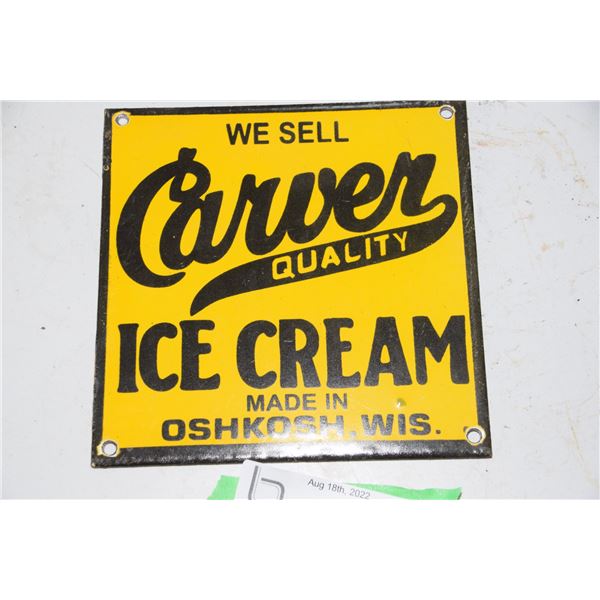 WE SELL
Carver
QUALITY
ICE CREAM
MADE IN
OSHKOSH, WIS.
Aug 18th, 2022